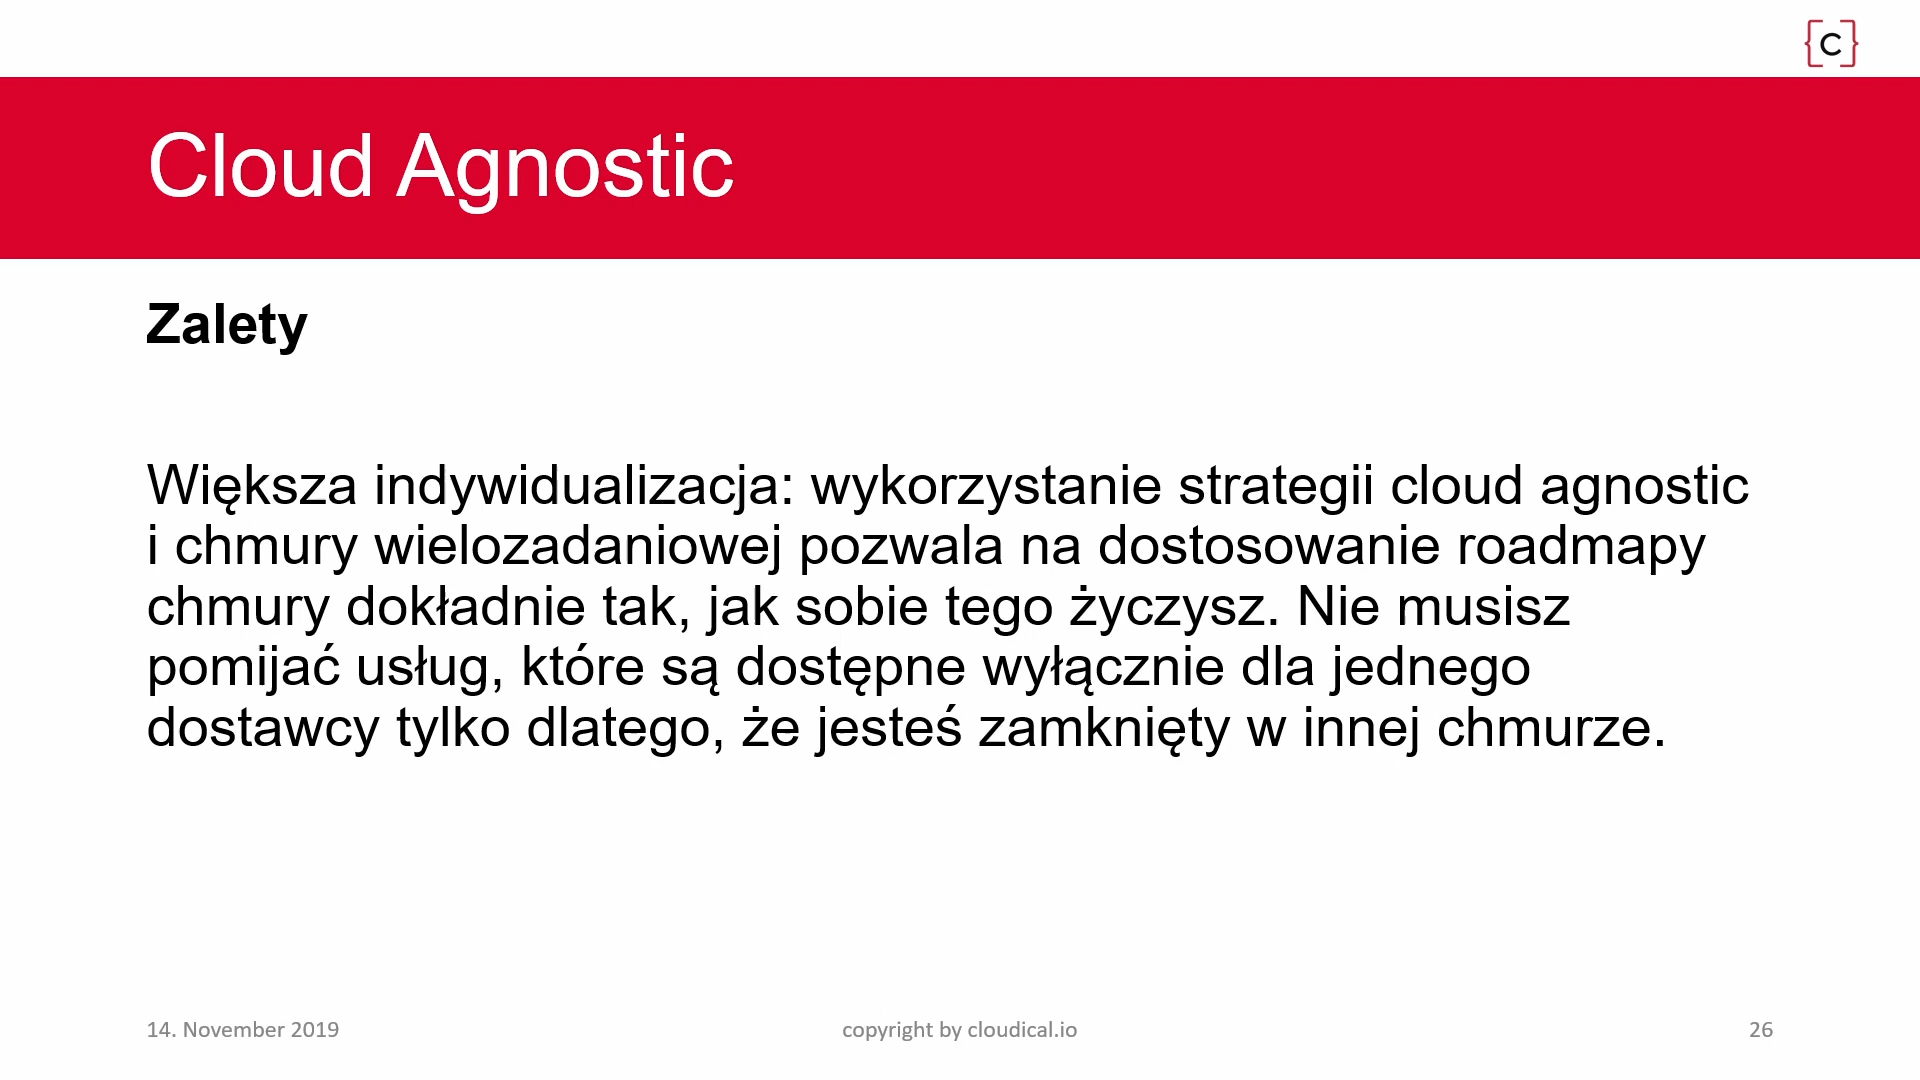 {C}
Cloud Agnostic
Zalety
Większa indywidualizacja: wykorzystanie strategii cloud agnostic
i chmury wielozadaniowej pozwala na dostosowanie roadmapy
chmury dokładnie tak, jak sobie tego życzysz. Nie musisz
pomijać usług, które są dostępne wyłącznie dla jednego
dostawcy tylko dlatego, że jesteś zamknięty w innej chmurze.
14. November 2019
copyright by cloudical.io
26